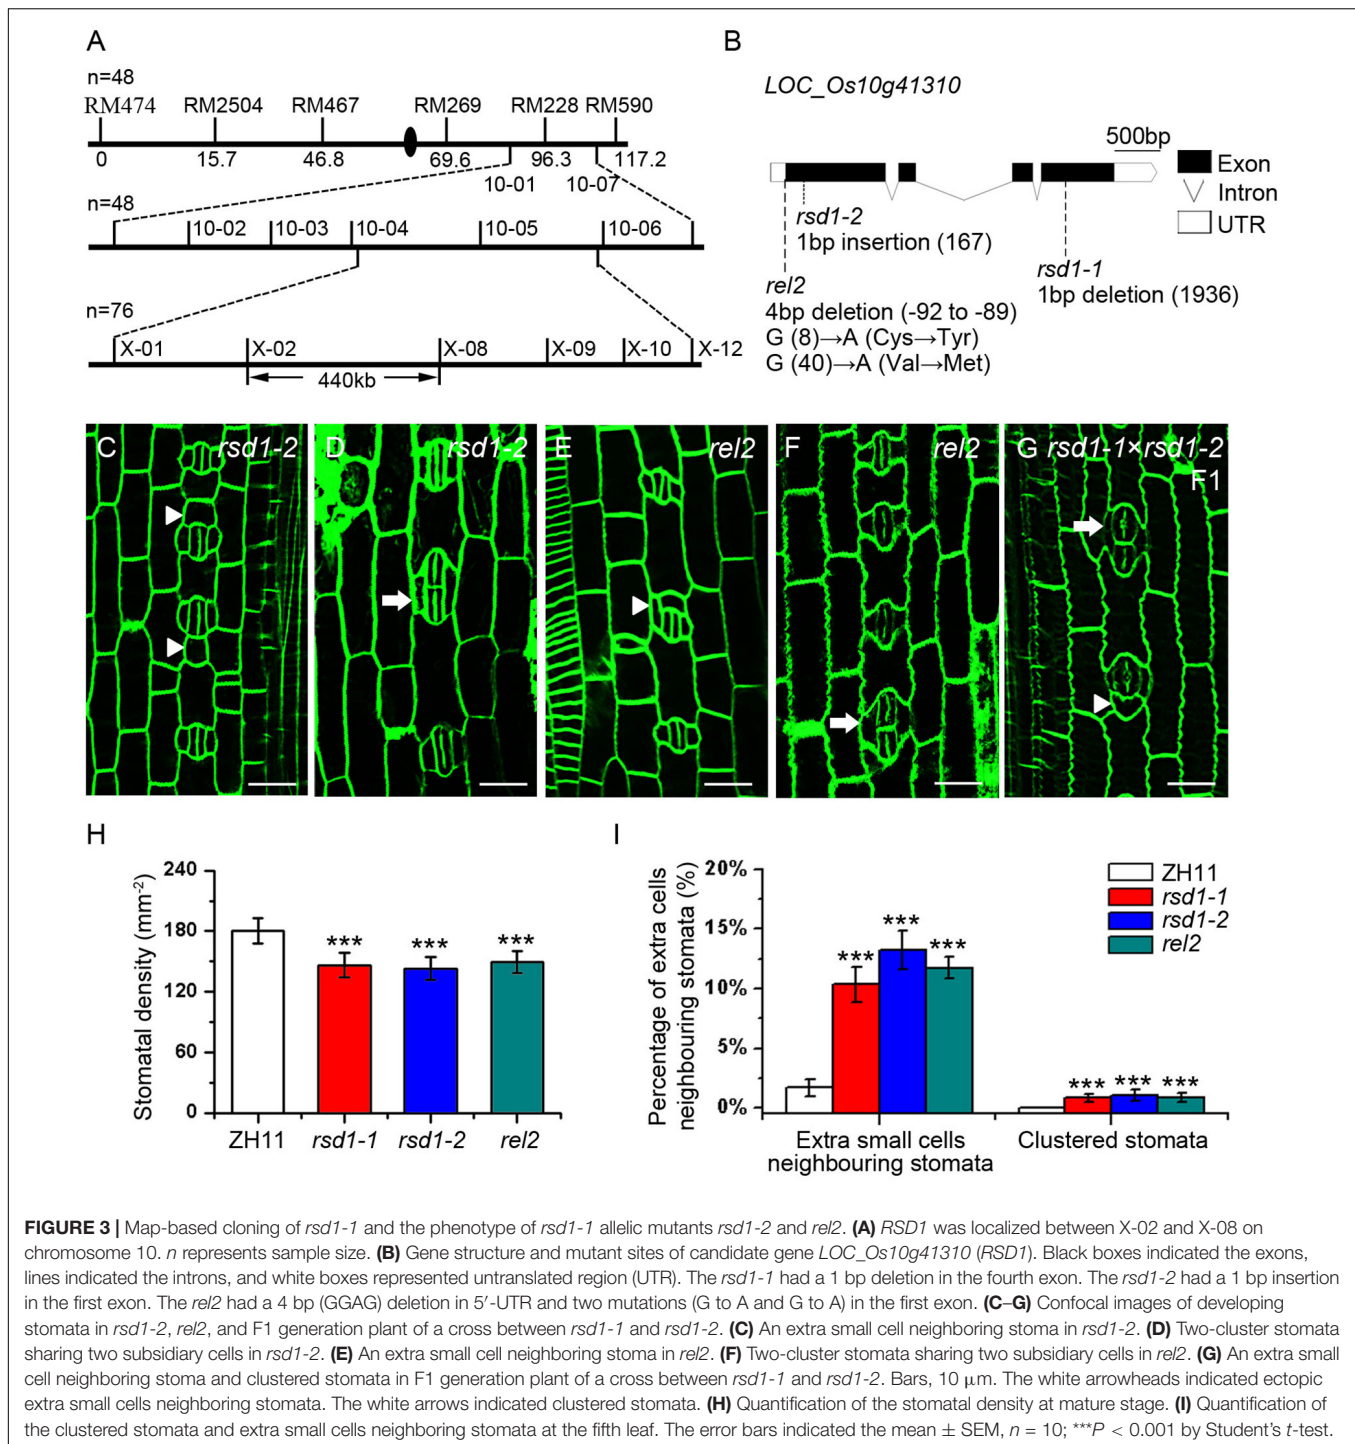 A
n=48
RM474 RM2504 RM467 RM269 RM228 RM590
0 15.7 46.8 69.6 96.3 117.2
10-01 10-07
n=48
10-02 10-03 10-04 10-05 10-06
n=76
X-01 X-02 X-08 X-09 X-10 X-12
440kb
B
LOC_Os10g41310
500bp
Exon
Intron
UTR
rsd1-2
1bp insertion (167)
rsd1-1
1bp deletion (1936)
rel2
4bp deletion (-92 to -89)
G (8)→A (Cys→Tyr)
G (40)→A (Val→Met)
C rsd1-2
D rsd1-2
E rel2
F rel2
G rsd1-1×rsd1-2
F1
H
Stomatal density (mm⁻²)
240
180
120
60
0
*** *** ***
ZH11 rsd1-1 rsd1-2 rel2
I
Percentage of extra cells
neighbouring stomata (%)
20%
15%
10%
5%
0%
ZH11
rsd1-1
rsd1-2
rel2
*** *** ***
*** *** ***
Extra small cells
neighbouring stomata
Clustered stomata
FIGURE 3 | Map-based cloning of rsd1-1 and the phenotype of rsd1-1 allelic mutants rsd1-2 and rel2. (A) RSD1 was localized between X-02 and X-08 on
chromosome 10. n represents sample size. (B) Gene structure and mutant sites of candidate gene LOC_Os10g41310 (RSD1). Black boxes indicated the exons,
lines indicated the introns, and white boxes represented untranslated region (UTR). The rsd1-1 had a 1 bp deletion in the fourth exon. The rsd1-2 had a 1 bp insertion
in the first exon. The rel2 had a 4 bp (GGAG) deletion in 5′-UTR and two mutations (G to A and G to A) in the first exon. (C–G) Confocal images of developing
stomata in rsd1-2, rel2, and F1 generation plant of a cross between rsd1-1 and rsd1-2. (C) An extra small cell neighboring stoma in rsd1-2. (D) Two-cluster stomata
sharing two subsidiary cells in rsd1-2. (E) An extra small cell neighboring stoma in rel2. (F) Two-cluster stomata sharing two subsidiary cells in rel2. (G) An extra small
cell neighboring stoma and clustered stomata in F1 generation plant of a cross between rsd1-1 and rsd1-2. Bars, 10 μm. The white arrowheads indicated ectopic
extra small cells neighboring stomata. The white arrows indicated clustered stomata. (H) Quantification of the stomatal density at mature stage. (I) Quantification of
the clustered stomata and extra small cells neighboring stomata at the fifth leaf. The error bars indicated the mean ± SEM, n = 10; ***P < 0.001 by Student's t-test.